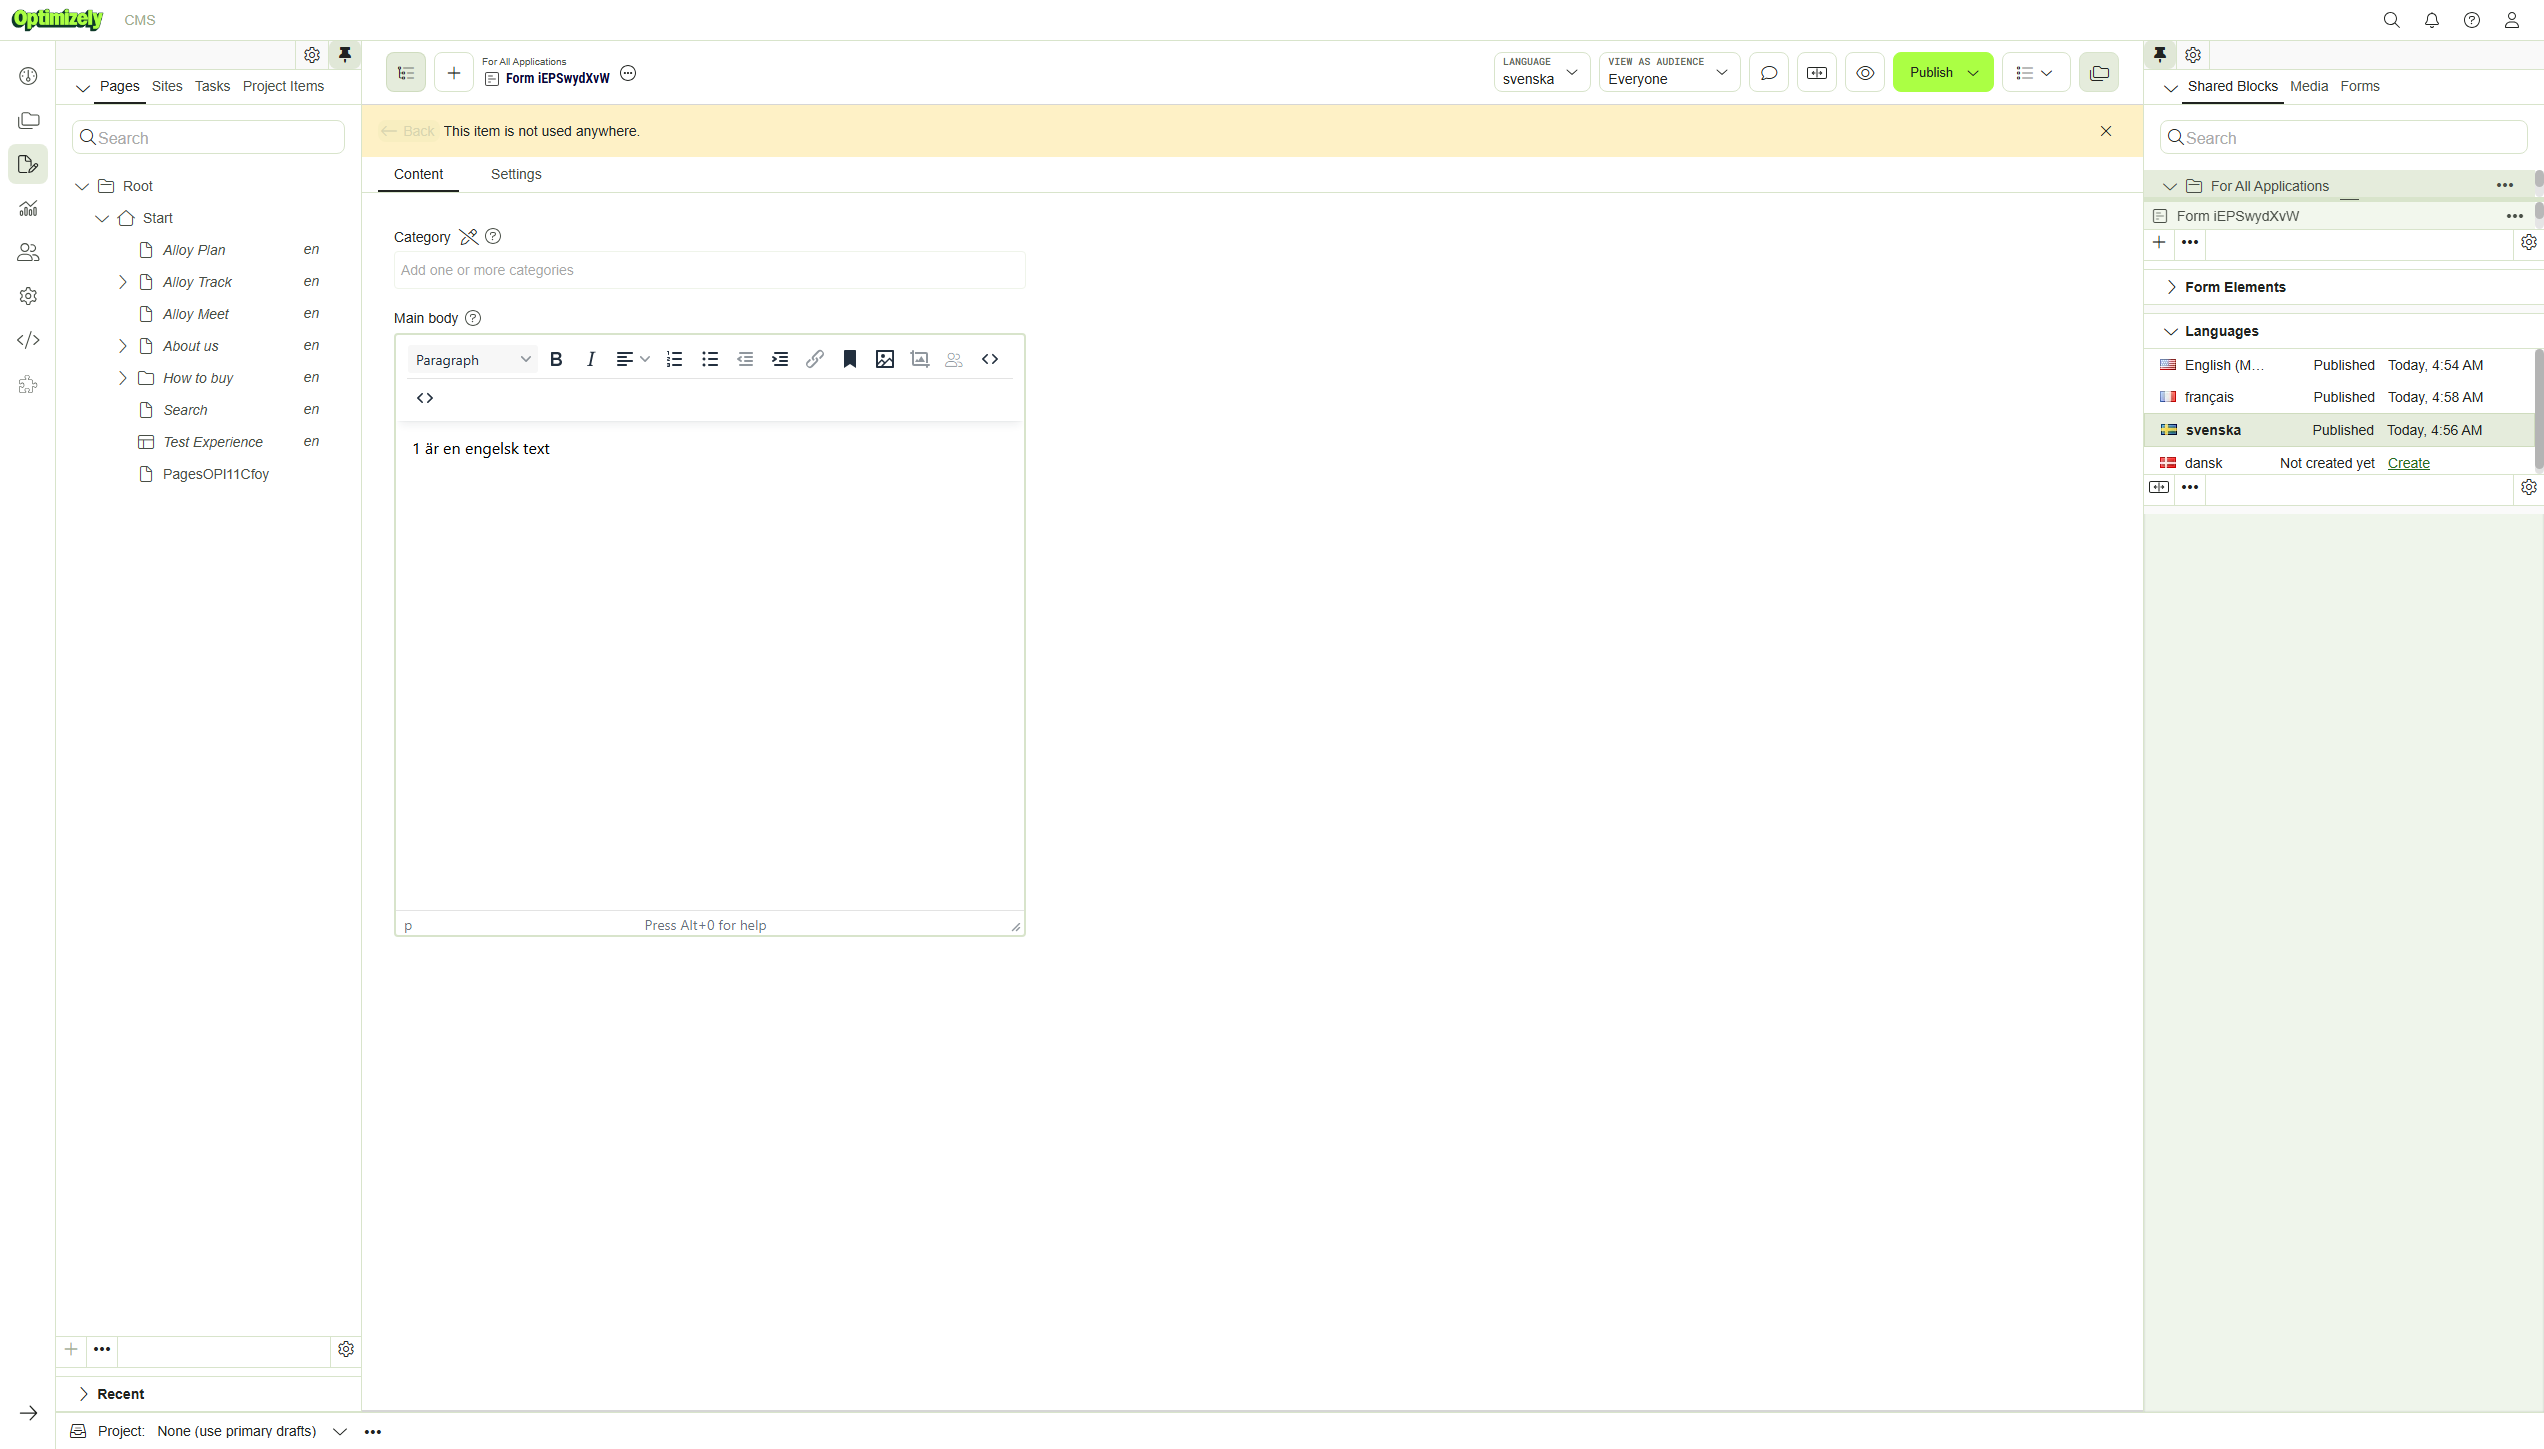 Optimizely CMS
Pages Sites Tasks Project Items
Search
Root
Start
Alloy Plan en
Alloy Track en
Alloy Meet en
About us en
How to buy en
Search en
Test Experience en
PagesOPI11Cfoy
Recent
Project: None (use primary drafts)
For All Applications
Form iEPSwydXvW
LANGUAGE
svenska
VIEW AS AUDIENCE
Everyone
Publish
Back This item is not used anywhere.
Content Settings
Category
Add one or more categories
Main body
Paragraph
1 är en engelsk text
p Press Alt+0 for help
Shared Blocks Media Forms
Search
For All Applications
Form iEPSwydXvW
Form Elements
Languages
English (M... Published Today, 4:54 AM
français Published Today, 4:58 AM
svenska Published Today, 4:56 AM
dansk Not created yet Create